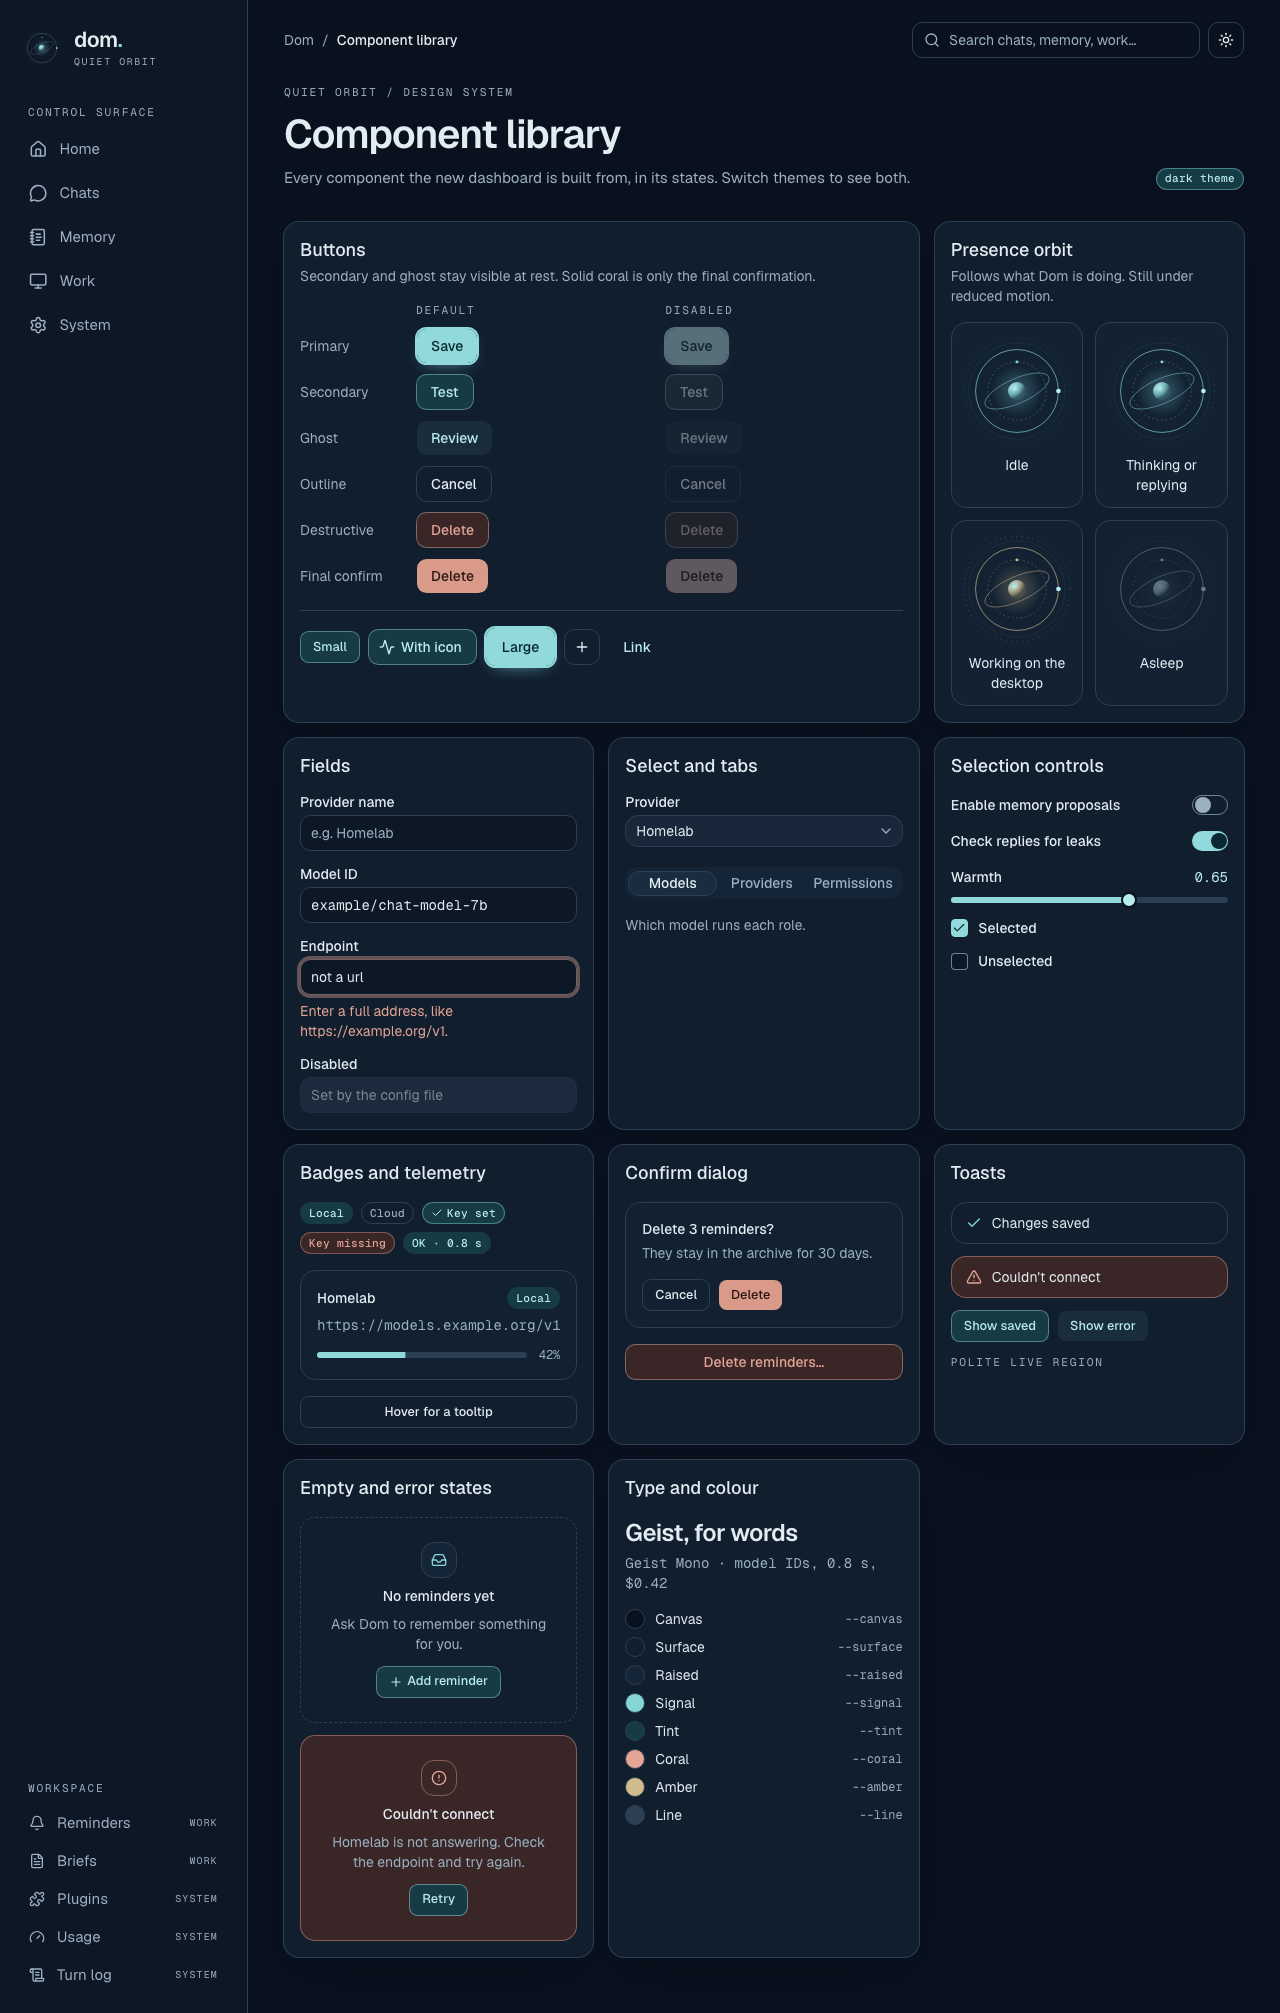 dom.
QUIET ORBIT
CONTROL SURFACE
Home
Chats
Memory
Work
System
WORKSPACE
Reminders WORK
Briefs WORK
Plugins SYSTEM
Usage SYSTEM
Turn log SYSTEM
Dom / Component library
Search chats, memory, work...
QUIET ORBIT / DESIGN SYSTEM
Component library
Every component the new dashboard is built from, in its states. Switch themes to see both.
dark theme
Buttons
Secondary and ghost stay visible at rest. Solid coral is only the final confirmation.
DEFAULT DISABLED
Primary Save Save
Secondary Test Test
Ghost Review Review
Outline Cancel Cancel
Destructive Delete Delete
Final confirm Delete Delete
Small With icon Large Link
Presence orbit
Follows what Dom is doing. Still under
reduced motion.
Idle
Thinking or
replying
Working on the
desktop
Asleep
Fields
Provider name
e.g. Homelab
Model ID
example/chat-model-7b
Endpoint
not a url
Enter a full address, like
https://example.org/v1.
Disabled
Set by the config file
Select and tabs
Provider
Homelab
Models Providers Permissions
Which model runs each role.
Selection controls
Enable memory proposals
Check replies for leaks
Warmth 0.65
Selected
Unselected
Badges and telemetry
Local Cloud Key set
Key missing OK · 0.8 s
Homelab Local
https://models.example.org/v1
42%
Hover for a tooltip
Confirm dialog
Delete 3 reminders?
They stay in the archive for 30 days.
Cancel Delete
Delete reminders...
Toasts
Changes saved
Couldn't connect
Show saved Show error
POLITE LIVE REGION
Empty and error states
No reminders yet
Ask Dom to remember something
for you.
Add reminder
Couldn't connect
Homelab is not answering. Check
the endpoint and try again.
Retry
Type and colour
Geist, for words
Geist Mono · model IDs, 0.8 s,
$0.42
Canvas --canvas
Surface --surface
Raised --raised
Signal --signal
Tint --tint
Coral --coral
Amber --amber
Line --line